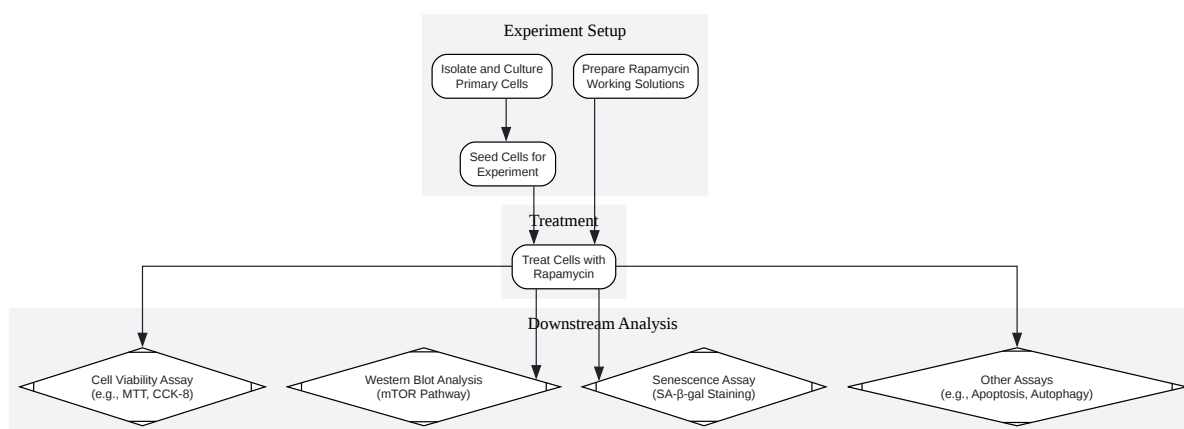 Experiment Setup
Isolate and Culture
Primary Cells
Prepare Rapamycin
Working Solutions
Seed Cells for
Experiment
Treatment
Treat Cells with
Rapamycin
Downstream Analysis
Cell Viability Assay
(e.g., MTT, CCK-8)
Western Blot Analysis
(mTOR Pathway)
Senescence Assay
(SA-β-gal Staining)
Other Assays
(e.g., Apoptosis, Autophagy)